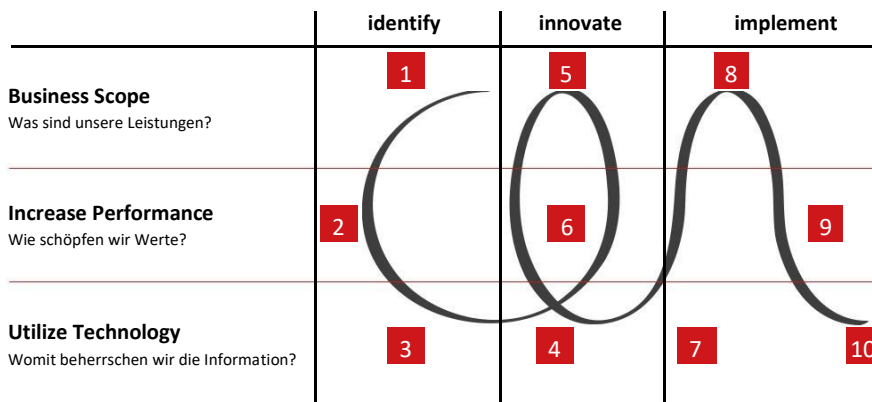 identify innovate implement
1 5 8
Business Scope
Was sind unsere Leistungen?
Increase Performance
2 6 9
Wie schöpfen wir Werte?
Utilize Technology
3 4 7 10
Womit beherrschen wir die Information?